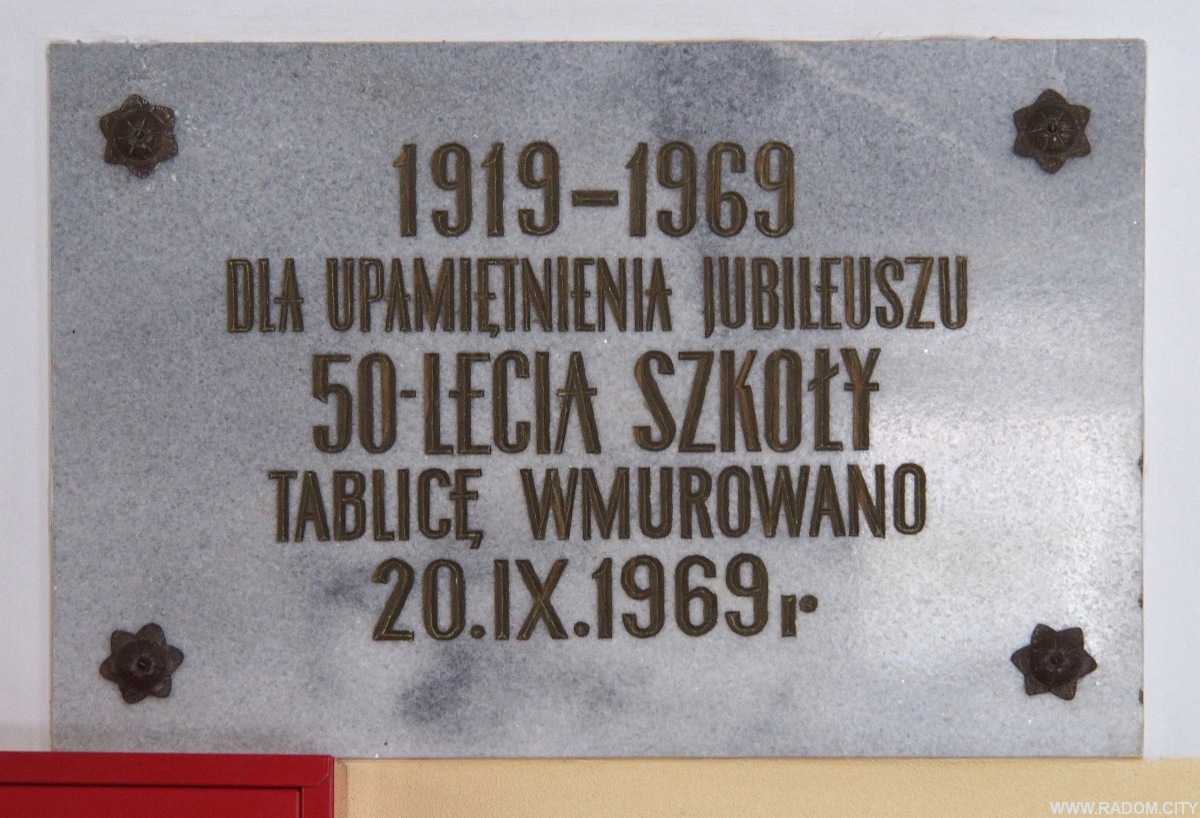 1919–1969
DLA UPAMIĘTNIENIA JUBILEUSZU
50-LECIA SZKOŁY
TABLICĘ WMUROWANO
20.IX.1969r.
WWW.RADOM.CITY